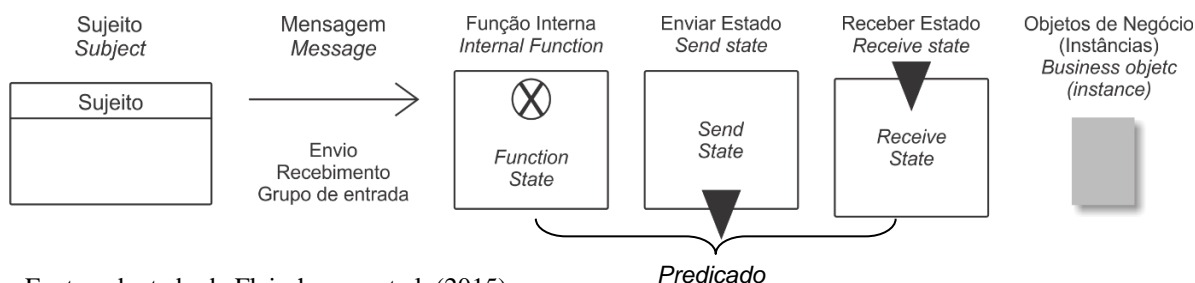 Sujeito
Subject
Sujeito
Mensagem
Message
Envio
Recebimento
Grupo de entrada
Função Interna
Internal Function
Function
State
Enviar Estado
Send state
Send
State
Receber Estado
Receive state
Receive
State
Objetos de Negócio
(Instâncias)
Business objetc
(instance)
Predicado